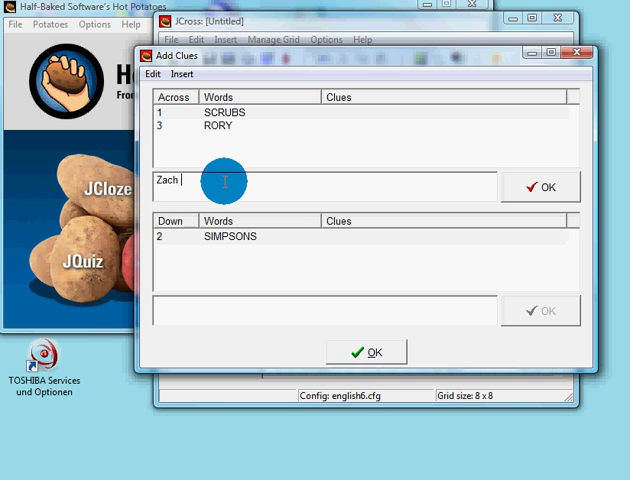 Half-Baked Software's Hot Potatoes
File Potatoes Options H
H
From
JCloze
JQuiz
JCross: [Untitled]
File Edit Insert Manage Grid Options Help
Add Clues
Edit Insert
Across Words Clues
1 SCRUBS
3 RORY
Zach
OK
Down Words Clues
2 SIMPSONS
OK
OK
TOSHIBA Services
und Optionen
Config: english6.cfg Grid size: 8 x 8